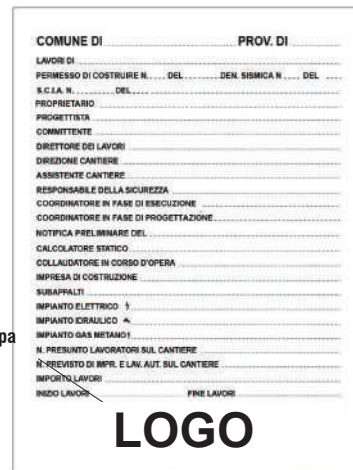 COMUNE DI PROV. DI
LAVORI DI
PERMESSO DI COSTRUIRE N. DEL DEN. SISMICA N DEL
S.C.I.A. N. DEL
PROPRIETARIO
PROGETTISTA
COMMITTENTE
DIRETTORE DEI LAVORI
DIREZIONE CANTIERE
ASSISTENTE CANTIERE
RESPONSABILE DELLA SICUREZZA
COORDINATORE IN FASE DI ESECUZIONE
COORDINATORE IN FASE DI PROGETTAZIONE
NOTIFICA PRELIMINARE DEL
CALCOLATORE STATICO
COLLAUDATORE IN CORSO D'OPERA
IMPRESA DI COSTRUZIONE
SUBAPPALTI
IMPIANTO ELETTRICO
IMPIANTO IDRAULICO
pa IMPIANTO GAS METANO
N. PRESUNTO LAVORATORI SUL CANTIERE
N. PREVISTO DI IMPR. E LAV. AUT. SUL CANTIERE
IMPORTO LAVORI
INIZIO LAVORI FINE LAVORI
LOGO